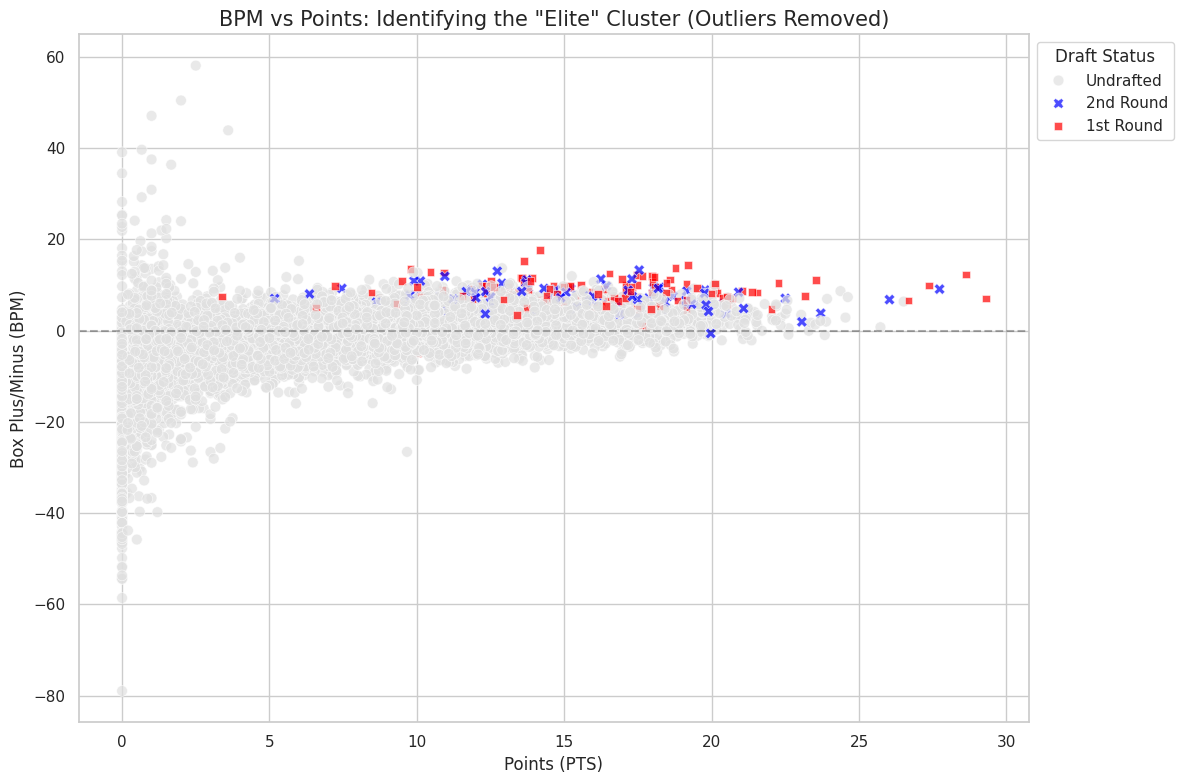 BPM vs Points: Identifying the "Elite" Cluster (Outliers Removed)
Draft Status
Undrafted
2nd Round
1st Round
Box Plus/Minus (BPM)
60
40
20
0
−20
−40
−60
−80
0
5
10
15
20
25
30
Points (PTS)